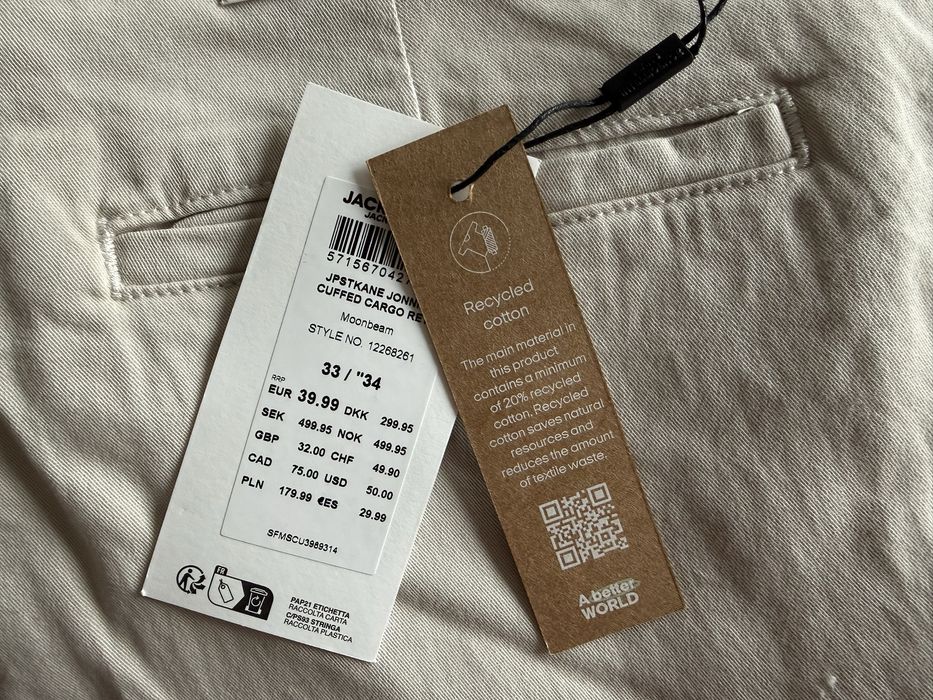 JACK
JACK
571567042
JPSTKANE JONN
CUFFED CARGO RE
Moonbeam
STYLE NO. 12268261
33 / "34
RRP
EUR 39.99 DKK 299.95
SEK 499.95 NOK 499.95
GBP 32.00 CHF 49.90
CAD 75.00 USD 50.00
PLN 179.99 €ES 29.99
SFMSCU3989314
FR
PAP21 ETICHETTA
RACCOLTA CARTA
C/PS93 STRINGA
RACCOLTA PLASTICA
Recycled
cotton
The main material in
this product
contains a minimum
of 20% recycled
cotton. Recycled
cotton saves natural
resources and
reduces the amount
of textile waste.
A better
WORLD